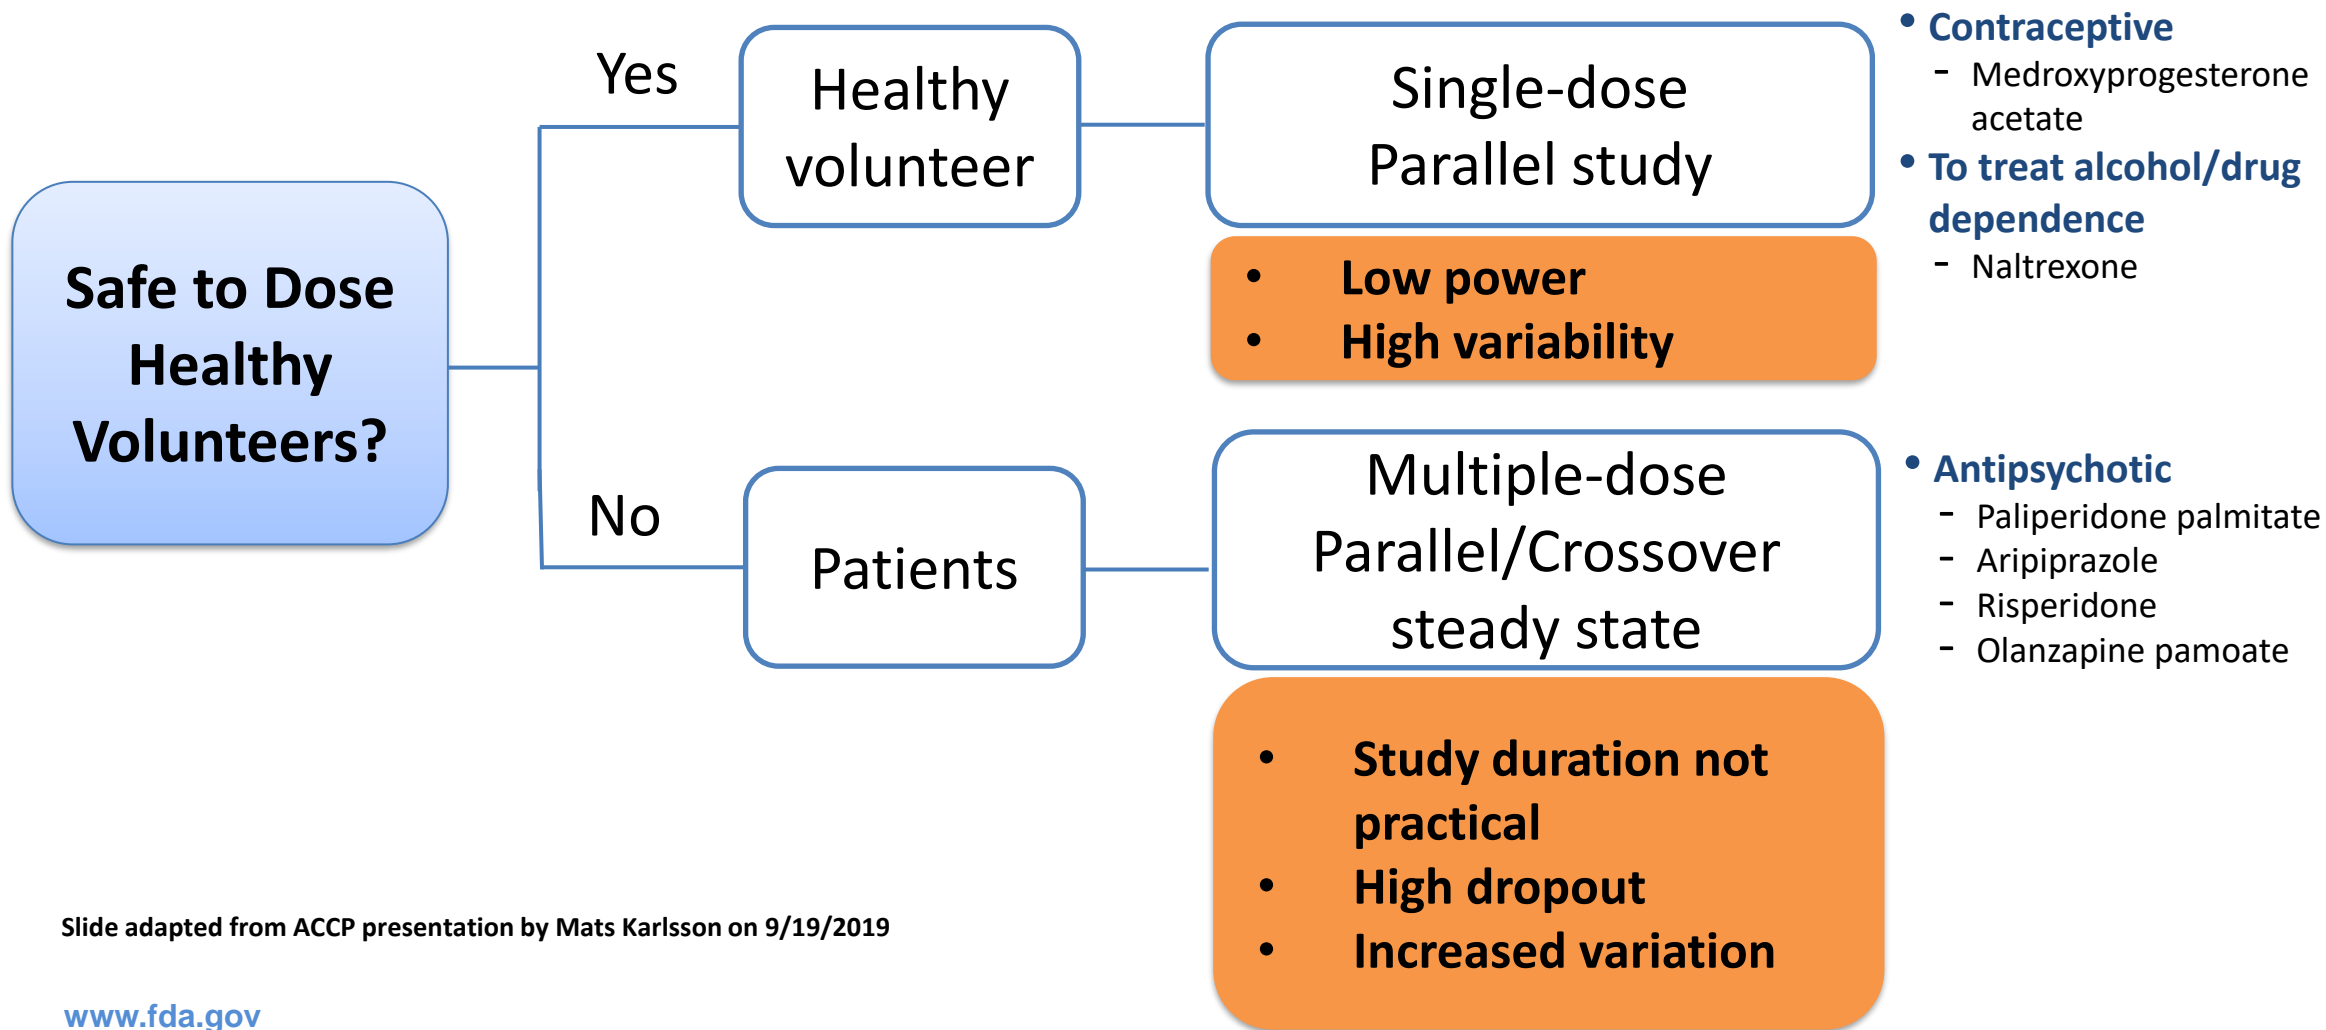 Safe to Dose
Healthy
Volunteers?
Yes
Healthy
volunteer
Single-dose
Parallel study
• Low power
• High variability
• Contraceptive
- Medroxyprogesterone
acetate
• To treat alcohol/drug
dependence
- Naltrexone
No
Patients
Multiple-dose
Parallel/Crossover
steady state
• Study duration not
practical
• High dropout
• Increased variation
• Antipsychotic
- Paliperidone palmitate
- Aripiprazole
- Risperidone
- Olanzapine pamoate
Slide adapted from ACCP presentation by Mats Karlsson on 9/19/2019
www.fda.gov